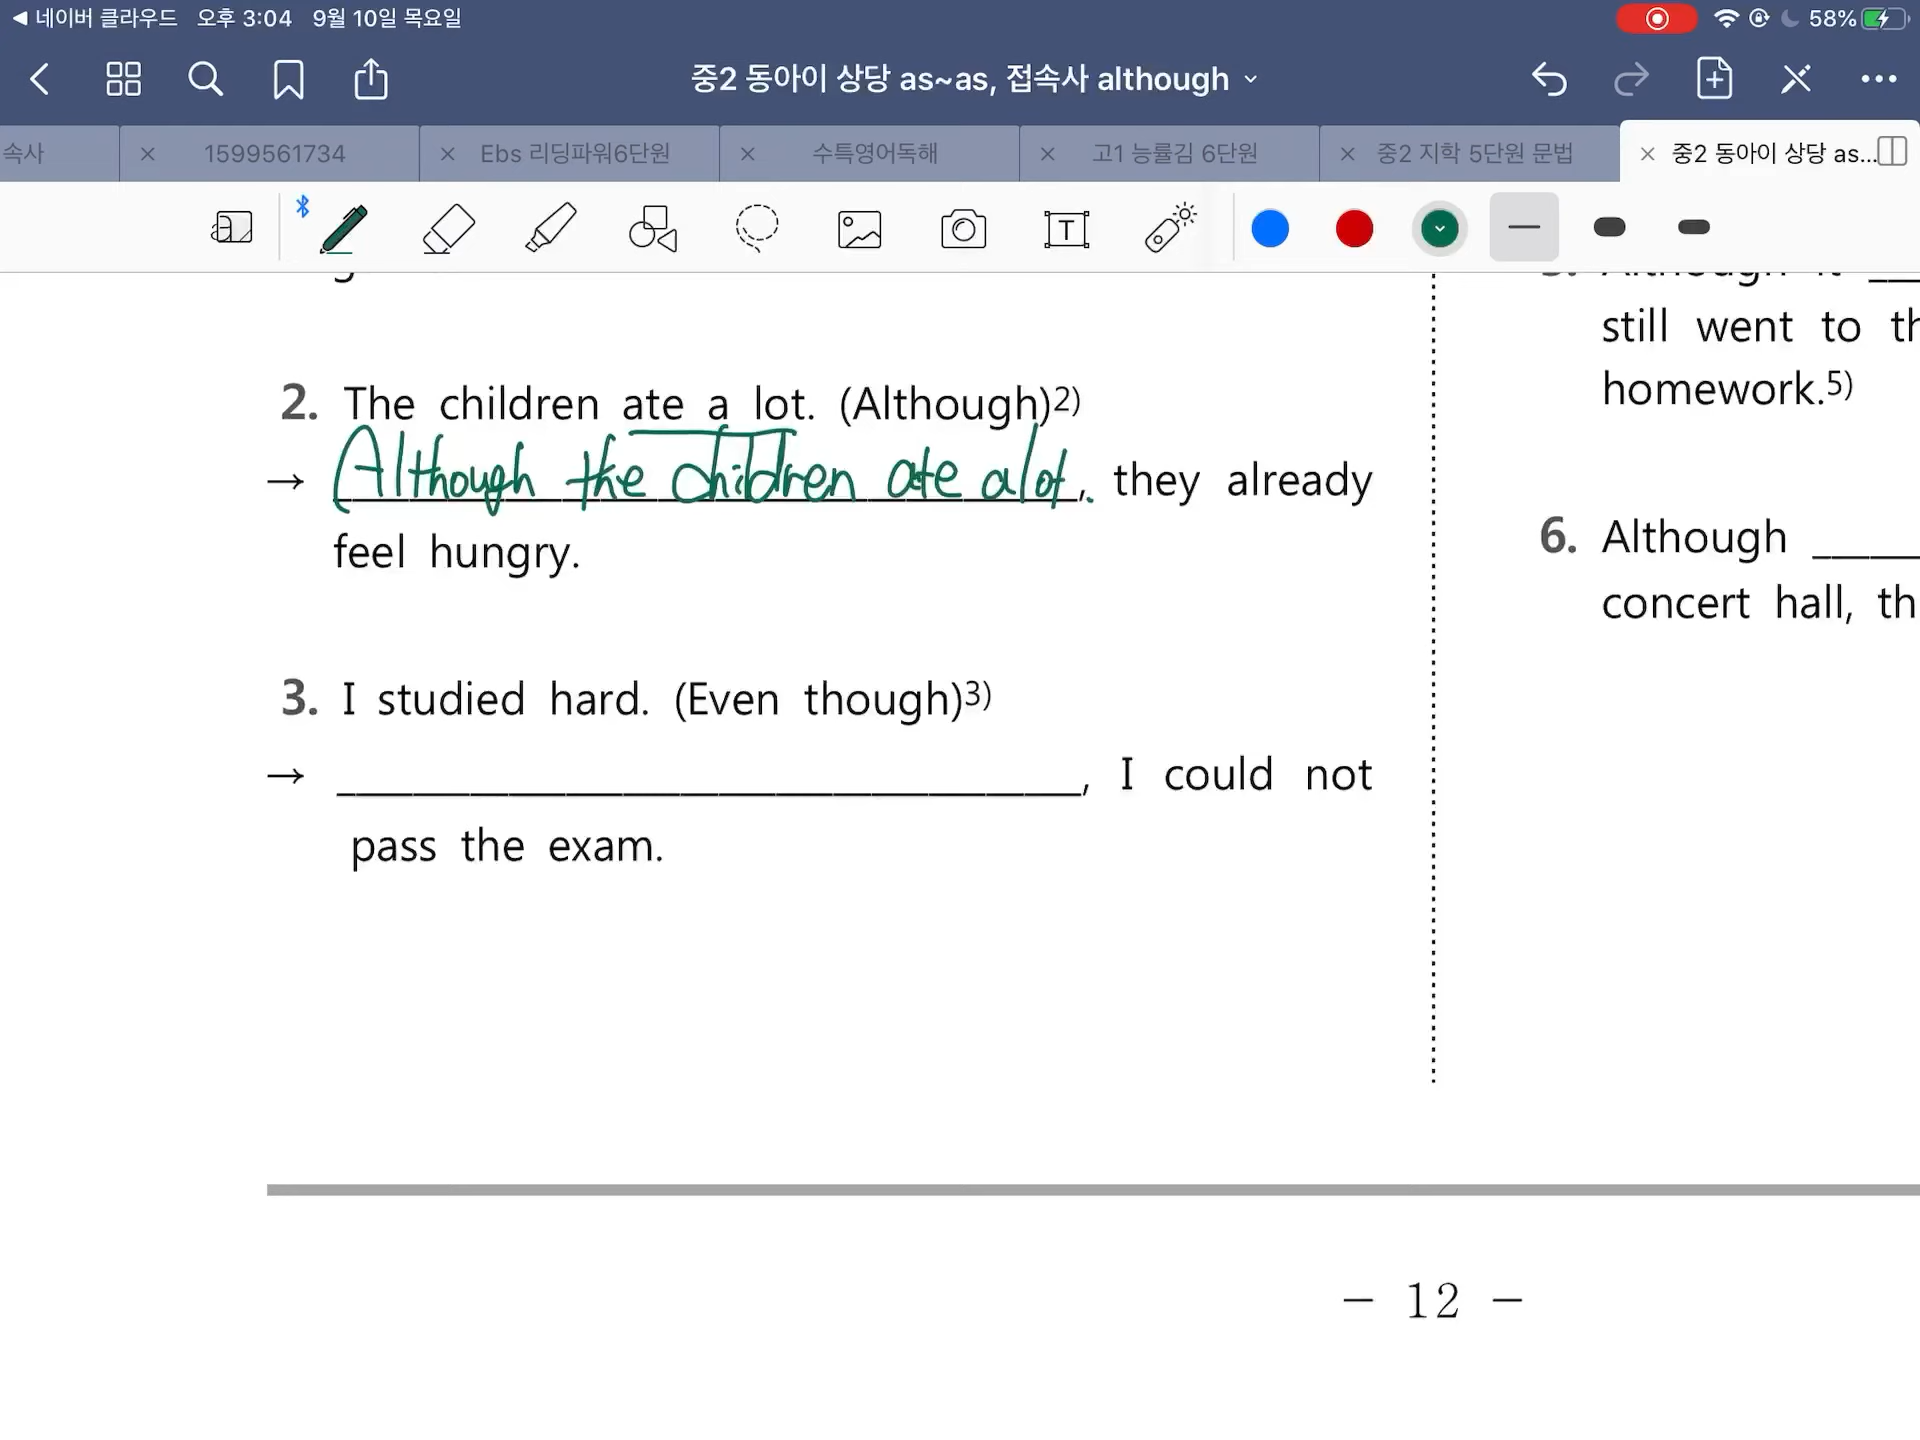 네이버 클라우드 오후 3:04 9월 10일 목요일 58%
중2 동아이 상당 as~as, 접속사 although
속사 1599561734 Ebs 리딩파워6단원 수특영어독해 고1 능률김 6단원 중2 지학 5단원 문법 중2 동아이 상당 as...
2. The children ate a lot. (Although)2)
→ Although the children ate a lot, they already
feel hungry.
3. I studied hard. (Even though)3)
→ ____________________, I could not
pass the exam.
still went to th
homework.5)
6. Although _____
concert hall, th
- 12 -